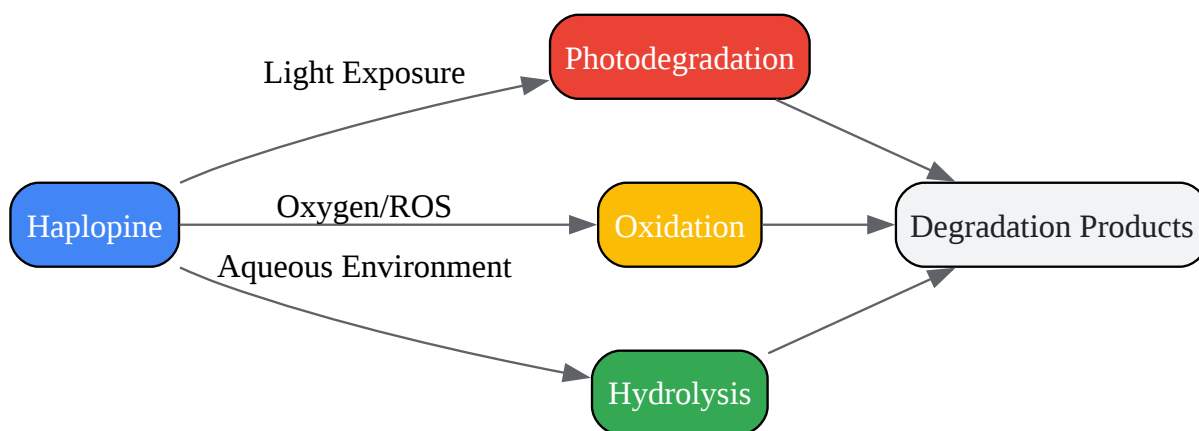 Photodegradation
Light Exposure
Haplopine
Oxygen/ROS
Oxidation
Degradation Products
Aqueous Environment
Hydrolysis